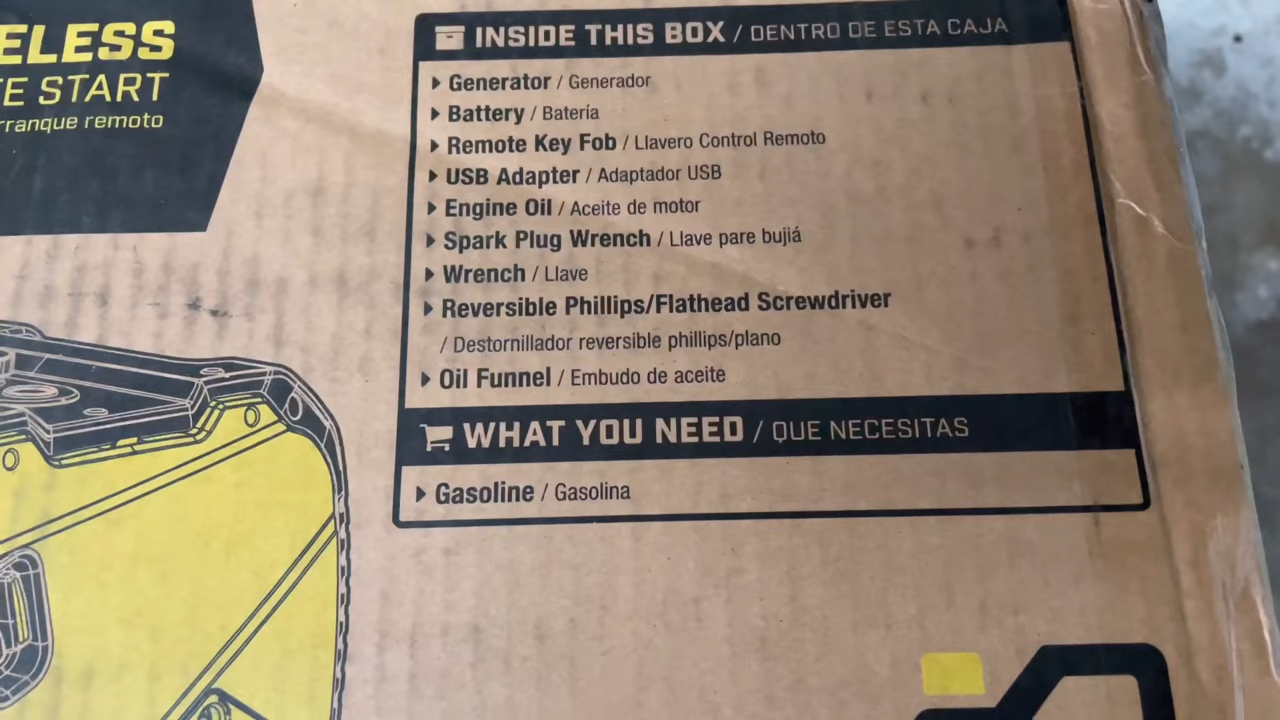 ELESS
TE START
rranque remoto
INSIDE THIS BOX / DENTRO DE ESTA CAJA
Generator / Generador
Battery / Batería
Remote Key Fob / Llavero Control Remoto
USB Adapter / Adaptador USB
Engine Oil / Aceite de motor
Spark Plug Wrench / Llave pare bujiá
Wrench / Llave
Reversible Phillips/Flathead Screwdriver
/ Destornillador reversible phillips/plano
Oil Funnel / Embudo de aceite
WHAT YOU NEED / QUE NECESITAS
Gasoline / Gasolina